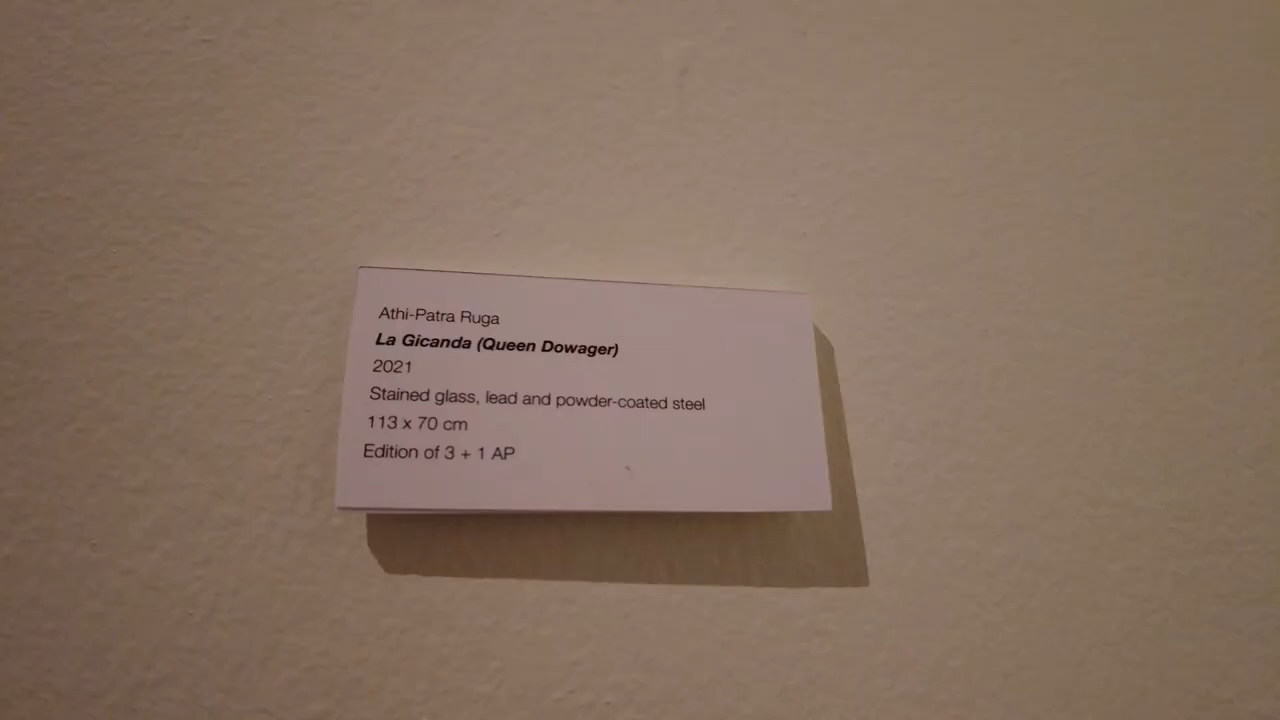 Athi-Patra Ruga
La Gicanda (Queen Dowager)
2021
Stained glass, lead and powder-coated steel
113 x 70 cm
Edition of 3 + 1 AP